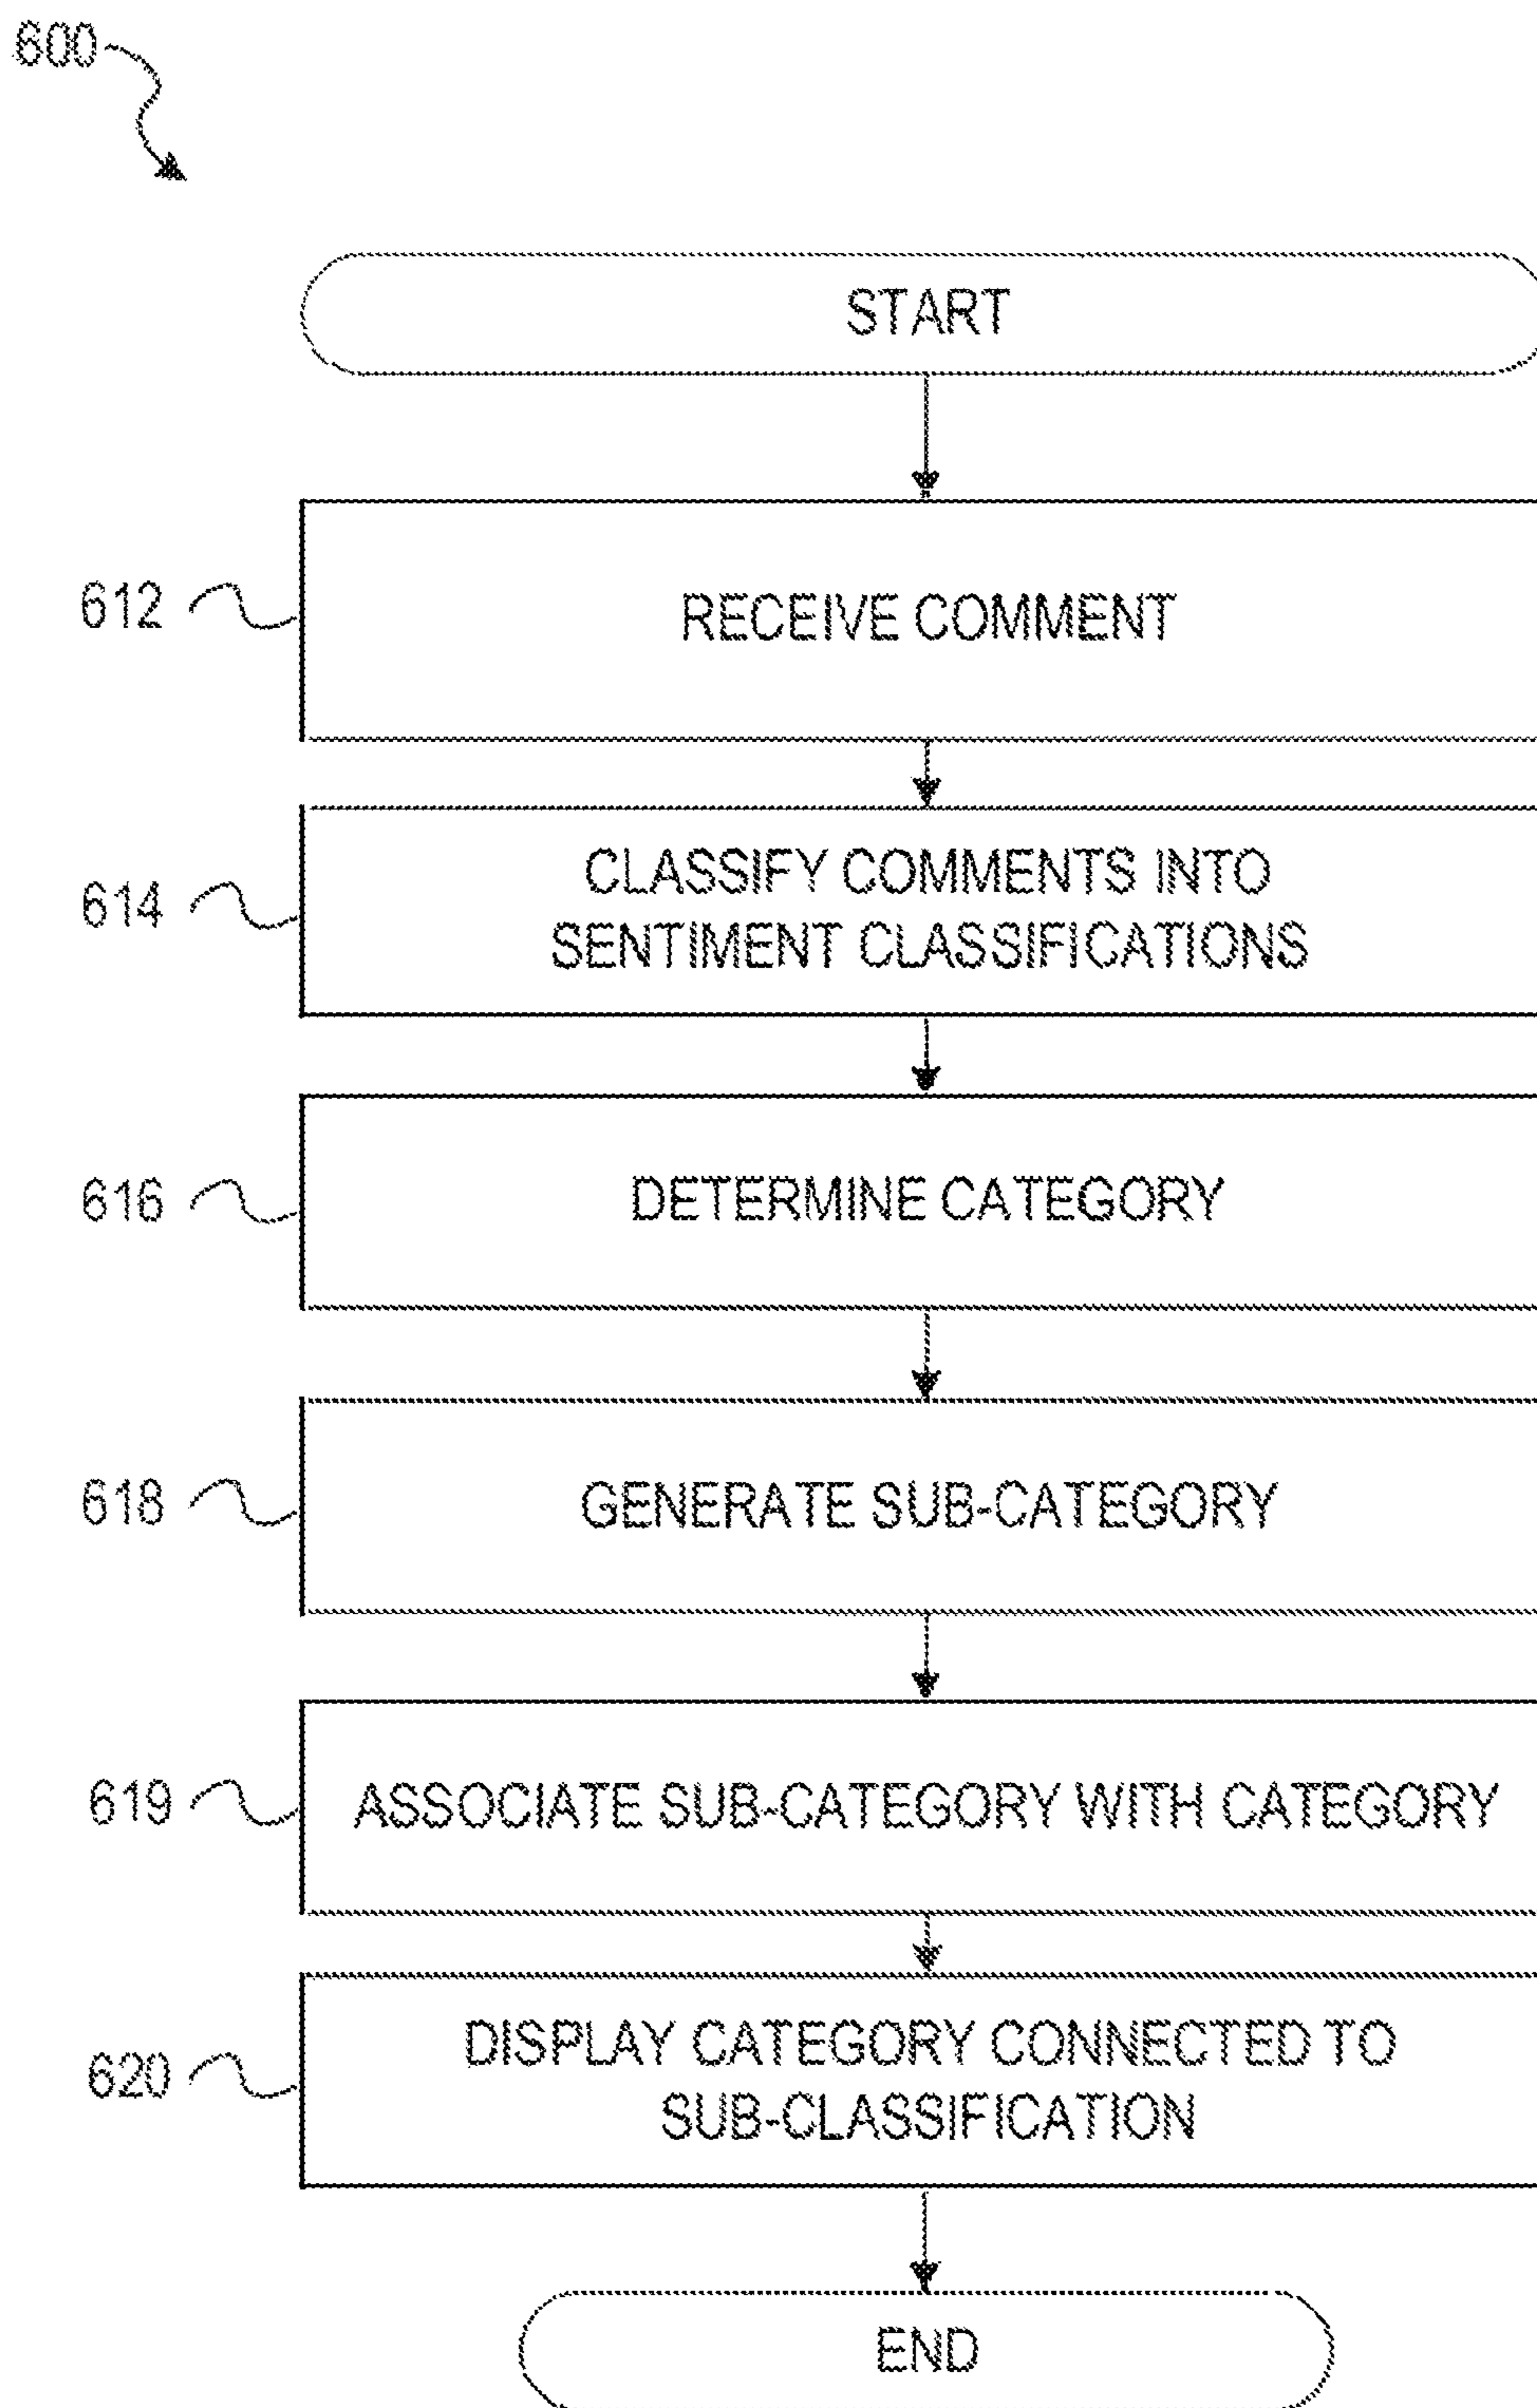 600
START
612
RECEIVE COMMENT
614
CLASSIFY COMMENTS INTO
SENTIMENT CLASSIFICATIONS
616
DETERMINE CATEGORY
618
GENERATE SUB-CATEGORY
619
ASSOCIATE SUB-CATEGORY WITH CATEGORY
620
DISPLAY CATEGORY CONNECTED TO
SUB-CLASSIFICATION
END